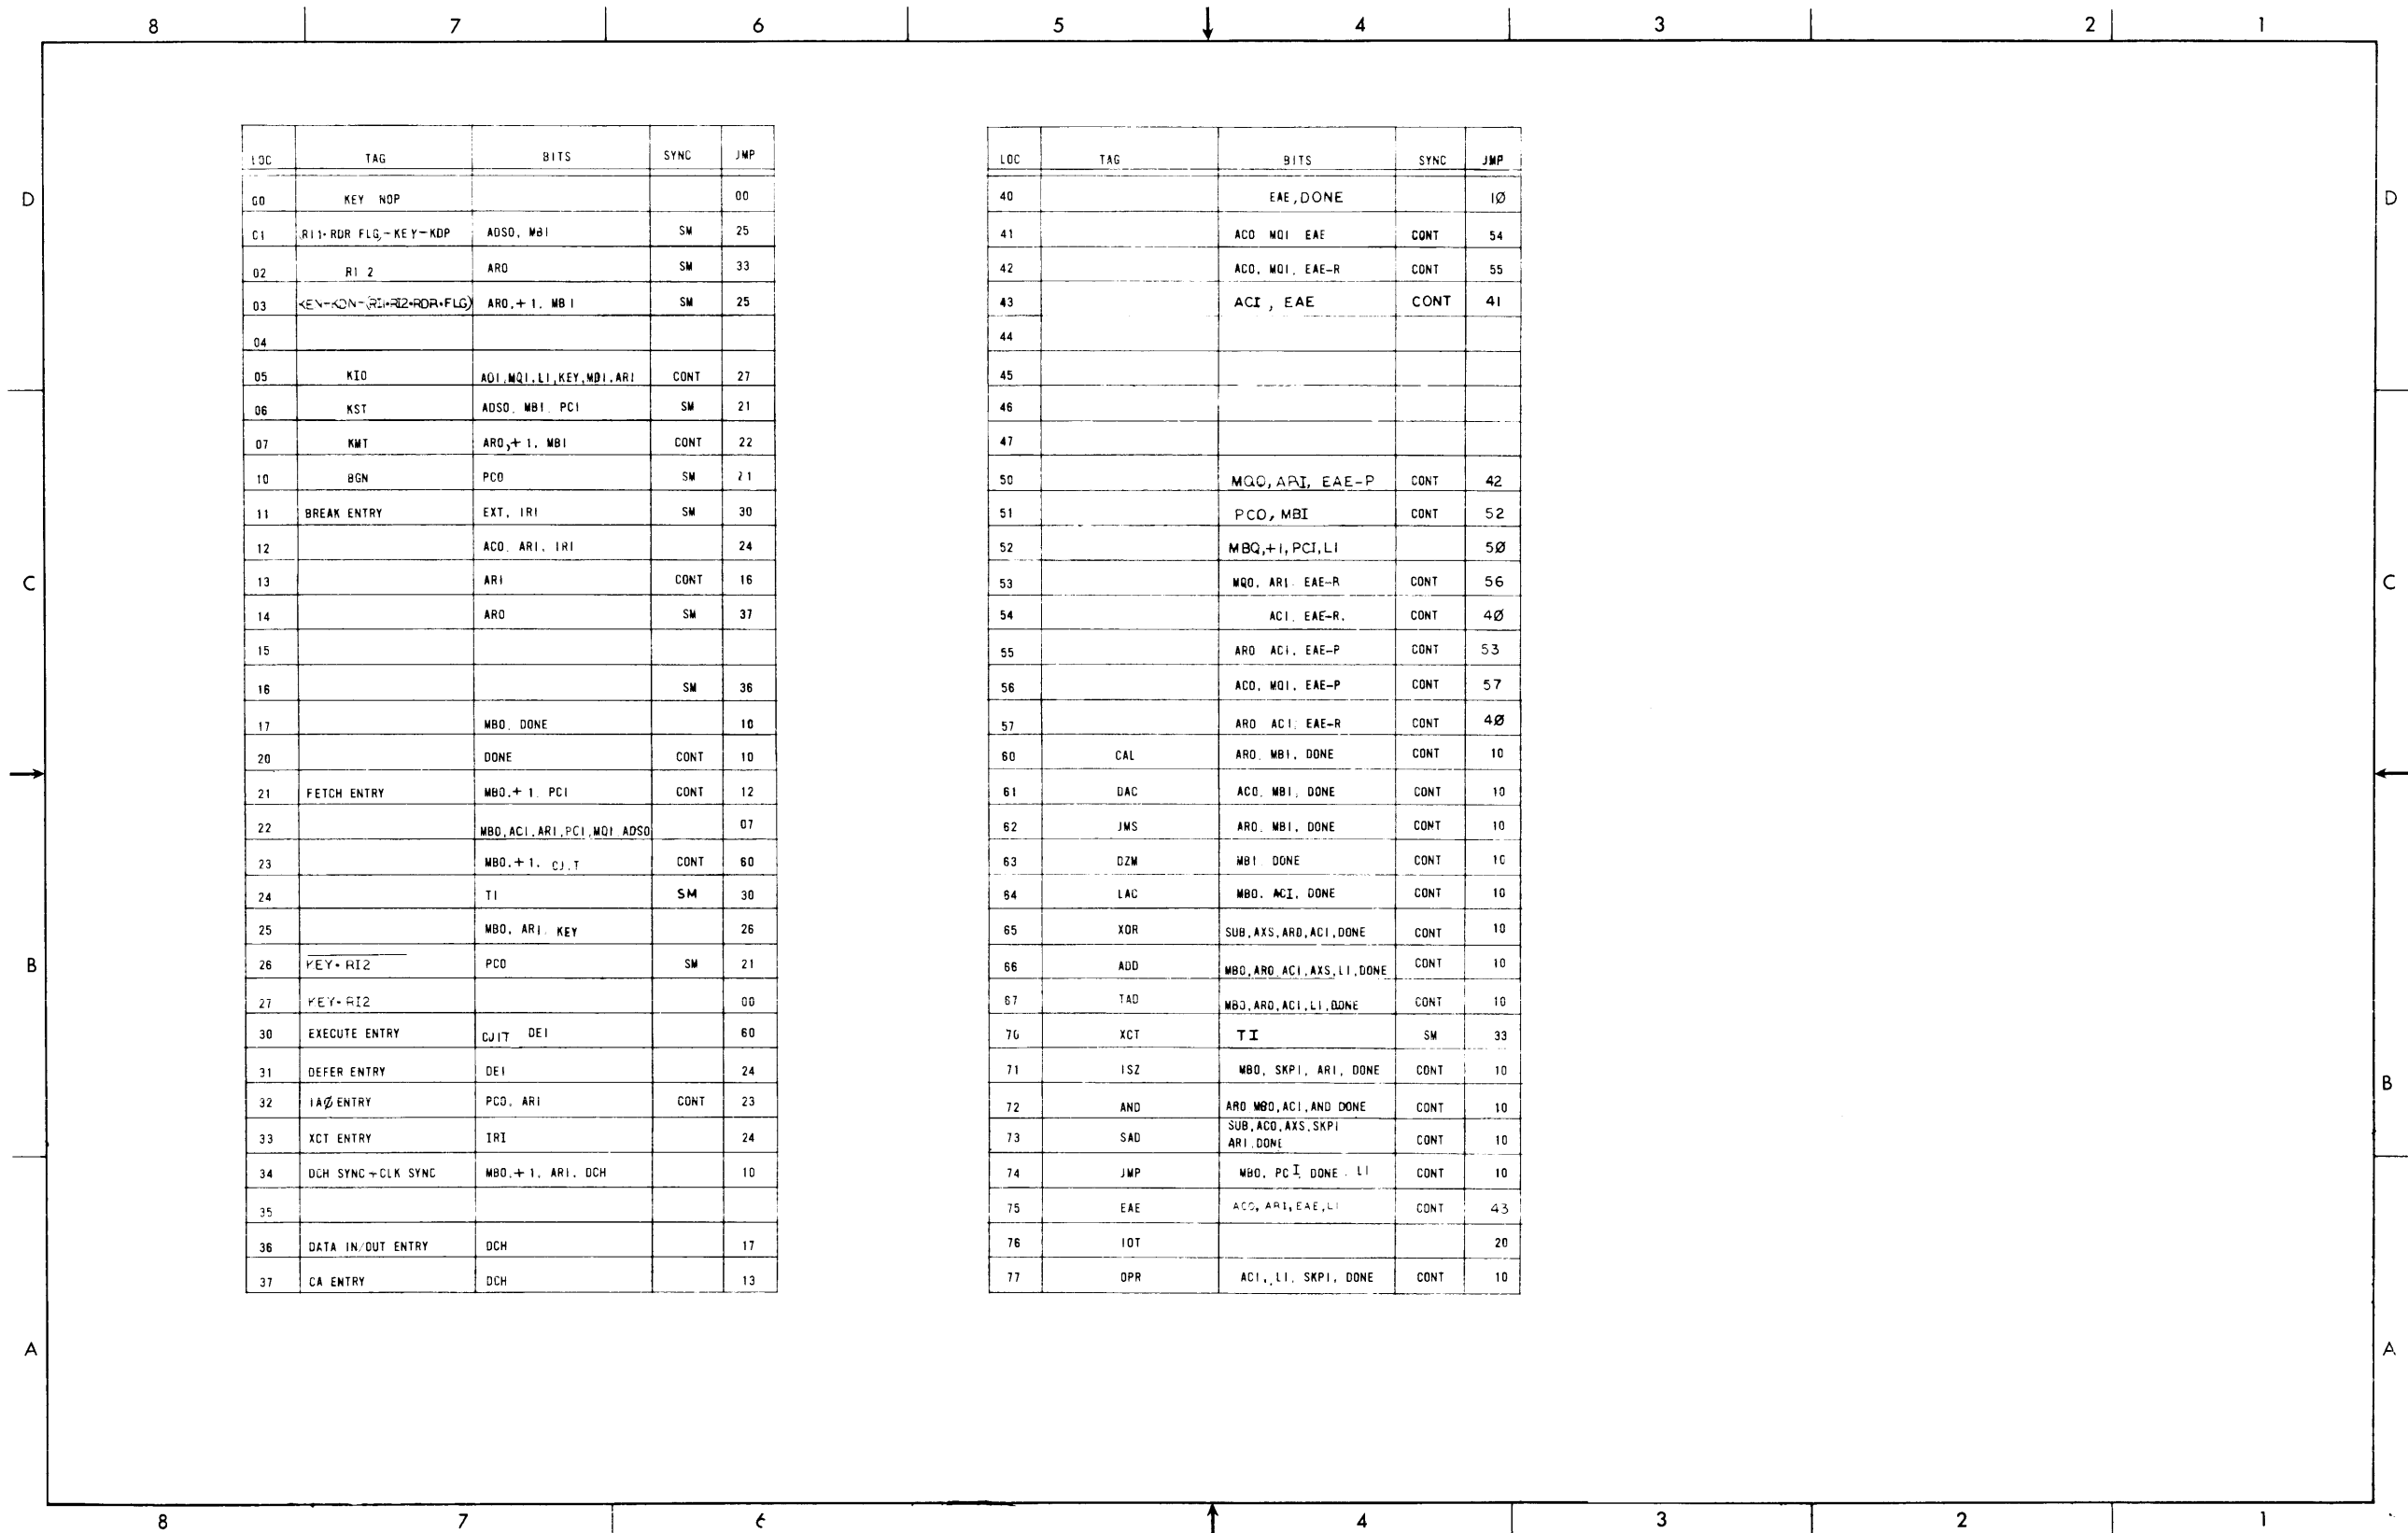 8 7 6 5 4 3 2 1
LOC TAG BITS SYNC JMP
00 KEY NOP 00
01 RI1·RDR FLG,-KEY-KDP ADSO, MBI SM 25
02 RI 2 ARO SM 33
03 KEN-KDN-(RI1·RI2·RDR·FLG) ARO,+1, MBI SM 25
04
05 KIO AOI,MQI,LI,KEY,MDI,ARI CONT 27
06 KST ADSO, MBI, PCI SM 21
07 KMT ARO,+1, MBI CONT 22
10 BGN PCO SM 21
11 BREAK ENTRY EXT, IRI SM 30
12 ACO, ARI, IRI 24
13 ARI CONT 16
14 ARO SM 37
15
16 SM 36
17 MBO, DONE 10
20 DONE CONT 10
21 FETCH ENTRY MBO,+1, PCI CONT 12
22 MBO,ACI,ARI,PCI,MQI ADSO 07
23 MBO,+1, CJIT CONT 60
24 TI SM 30
25 MBO, ARI, KEY 26
26 KEY·RI2 PCO SM 21
27 KEY·RI2 00
30 EXECUTE ENTRY CJIT DEI 60
31 DEFER ENTRY DEI 24
32 IAØ ENTRY PCO, ARI CONT 23
33 XCT ENTRY IRI 24
34 DCH SYNC+CLK SYNC MBO,+1, ARI, DCH 10
35
36 DATA IN/OUT ENTRY DCH 17
37 CA ENTRY DCH 13
LOC TAG BITS SYNC JMP
40 EAE,DONE 1Ø
41 ACO MQI EAE CONT 54
42 ACO, MQI, EAE-R CONT 55
43 ACI, EAE CONT 41
44
45
46
47
50 MQO, ARI, EAE-P CONT 42
51 PCO, MBI CONT 52
52 MBO,+1,PCI,LI 5Ø
53 MQO, ARI, EAE-R CONT 56
54 ACI, EAE-R, CONT 4Ø
55 ARO ACI, EAE-P CONT 53
56 ACO, MQI, EAE-P CONT 57
57 ARO ACI, EAE-R CONT 4Ø
60 CAL ARO, MBI, DONE CONT 10
61 DAC ACO, MBI, DONE CONT 10
62 JMS ARO, MBI, DONE CONT 10
63 DZM MBI DONE CONT 10
64 LAC MBO, ACI, DONE CONT 10
65 XOR SUB,AXS,ARO,ACI,DONE CONT 10
66 ADD MBO,ARO,ACI,AXS,LI,DONE CONT 10
67 TAD MBO,ARO,ACI,LI,DONE CONT 10
70 XCT TI SM 33
71 ISZ MBO, SKPI, ARI, DONE CONT 10
72 AND ARO MBO,ACI,AND DONE CONT 10
73 SAD SUB,ACO,AXS,SKPI
ARI,DONE CONT 10
74 JMP MBO, PCI, DONE, LI CONT 10
75 EAE ACO, ARI,EAE,LI CONT 43
76 IOT 20
77 OPR ACI, LI, SKPI, DONE CONT 10
D D
C C
B B
A A
8 7 6 4 3 2 1